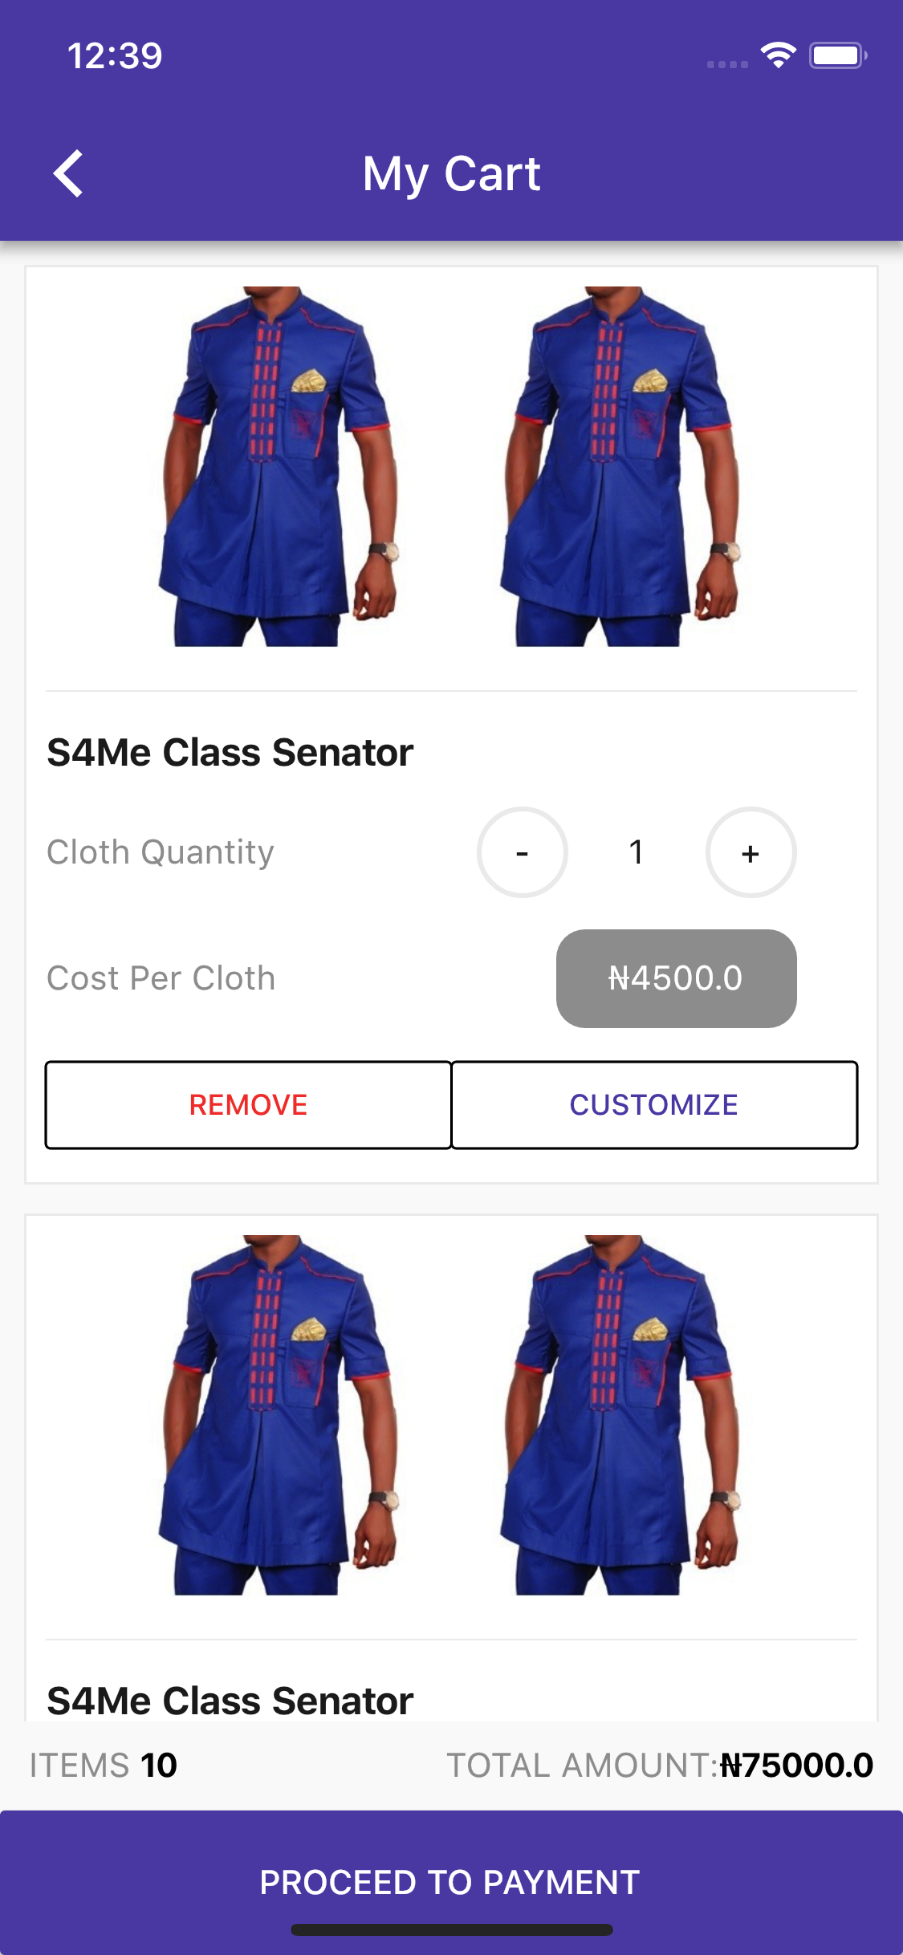 12:39
My Cart
S4Me Class Senator
Cloth Quantity - 1 +
Cost Per Cloth ₦4500.0
REMOVE CUSTOMIZE
S4Me Class Senator
ITEMS 10 TOTAL AMOUNT:₦75000.0
PROCEED TO PAYMENT